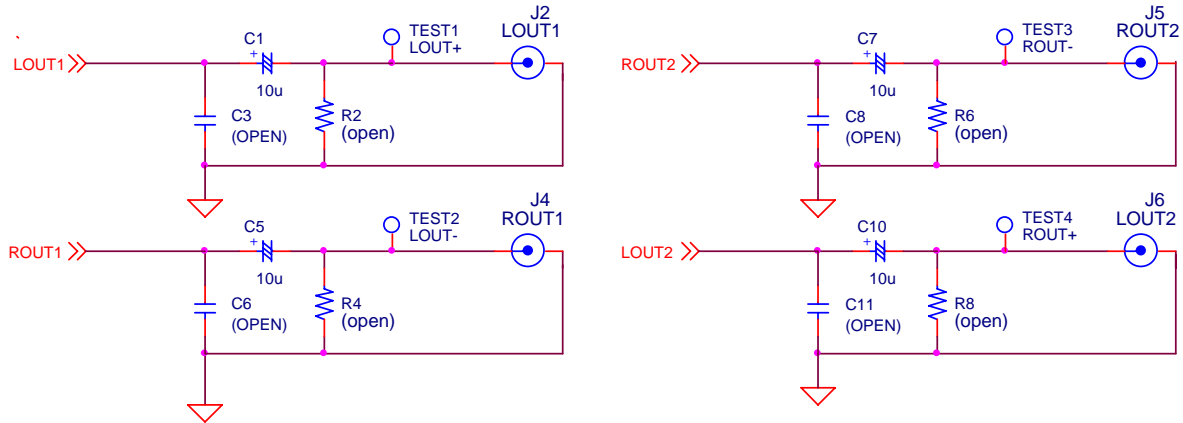 J2
LOUT1
TEST1
LOUT+
C1
+
10u
LOUT1
C3
(OPEN)
R2
(open)
J5
ROUT2
TEST3
ROUT-
C7
+
10u
ROUT2
C8
(OPEN)
R6
(open)
J4
ROUT1
TEST2
LOUT-
C5
+
10u
ROUT1
C6
(OPEN)
R4
(open)
J6
LOUT2
TEST4
ROUT+
C10
+
10u
LOUT2
C11
(OPEN)
R8
(open)